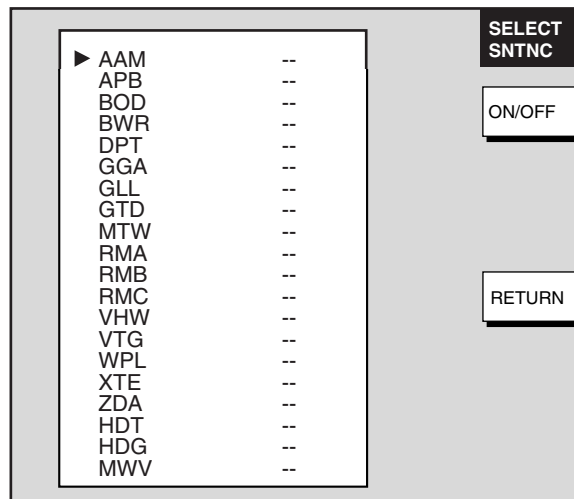 SELECT
SNTNC
▶ AAM --
APB --
BOD --
BWR --
DPT --
GGA --
GLL --
GTD --
MTW --
RMA --
RMB --
RMC --
VHW --
VTG --
WPL --
XTE --
ZDA --
HDT --
HDG --
MWV --
ON/OFF
RETURN